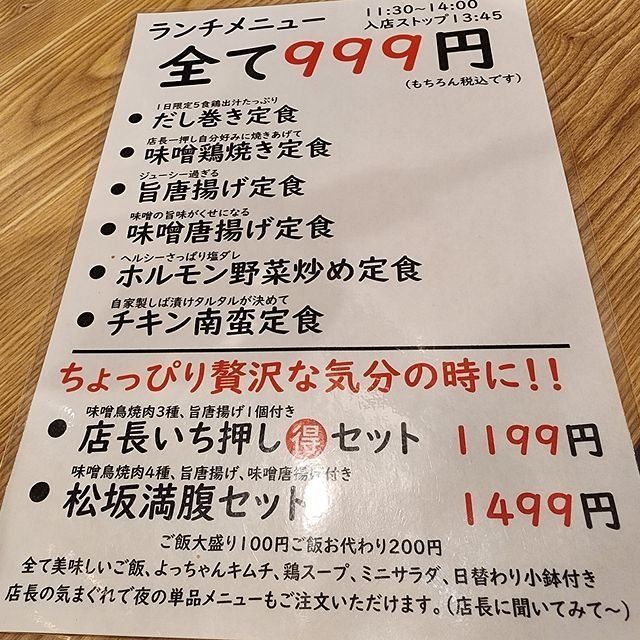 ランチメニュー
11:30~14:00
入店ストップ13:45
全て999円
(もちろん税込です)
1日限定5食鶏出汁たっぷり
● だし巻き定食
店長一押し自分好みに焼きあげて
● 味噌鶏焼き定食
ジューシー過ぎる
● 旨唐揚げ定食
味噌の旨味がくせになる
● 味噌唐揚げ定食
ヘルシーさっぱり塩ダレ
● ホルモン野菜炒め定食
自家製しば漬けタルタルが決めて
● チキン南蛮定食
ちょっぴり贅沢な気分の時に!!
味噌鳥焼肉3種、旨唐揚げ1個付き
● 店長いち押し得セット 1199円
味噌鳥焼肉4種、旨唐揚げ、味噌唐揚げ付き
● 松坂満腹セット 1499円
ご飯大盛り100円ご飯お代わり200円
全て美味しいご飯、よっちゃんキムチ、鶏スープ、ミニサラダ、日替わり小鉢付き
店長の気まぐれで夜の単品メニューもご注文いただけます。(店長に聞いてみて~)